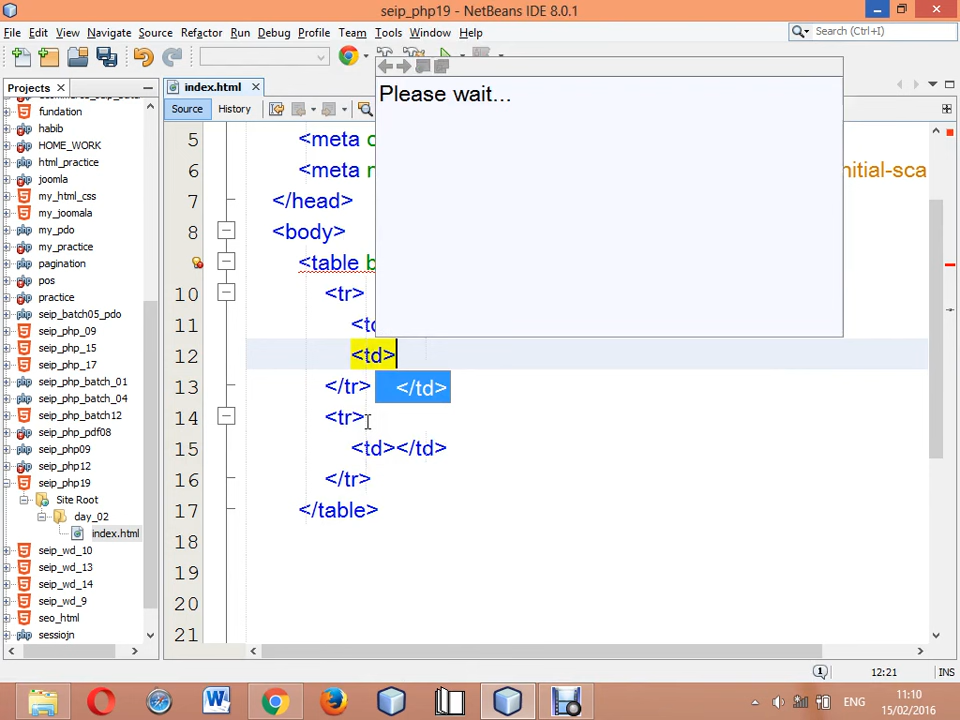 seip_php19 - NetBeans IDE 8.0.1
File Edit View Navigate Source Refactor Run Debug Profile Team Tools Window Help
Search (Ctrl+I)
Projects
index.html
Source History
Please wait...
fundation
habib
HOME_WORK
html_practice
joomla
my_html_css
my_joomala
my_pdo
my_practice
pagination
pos
practice
seip_batch05_pdo
seip_php_09
seip_php_15
seip_php_17
seip_php_batch_01
seip_php_batch_04
seip_php_batch12
seip_php_pdf08
seip_php09
seip_php12
seip_php19
Site Root
day_02
index.html
seip_wd_10
seip_wd_13
seip_wd_14
seip_wd_9
seo_html
sessiojn
5 <meta
6 <meta nitial-sca
7 </head>
8 <body>
<table
10 <tr>
11
12 <td>
13 </tr> </td>
14 <tr>
15 <td></td>
16 </tr>
17 </table>
18
19
20
21
12:21 INS
ENG
11:10
15/02/2016